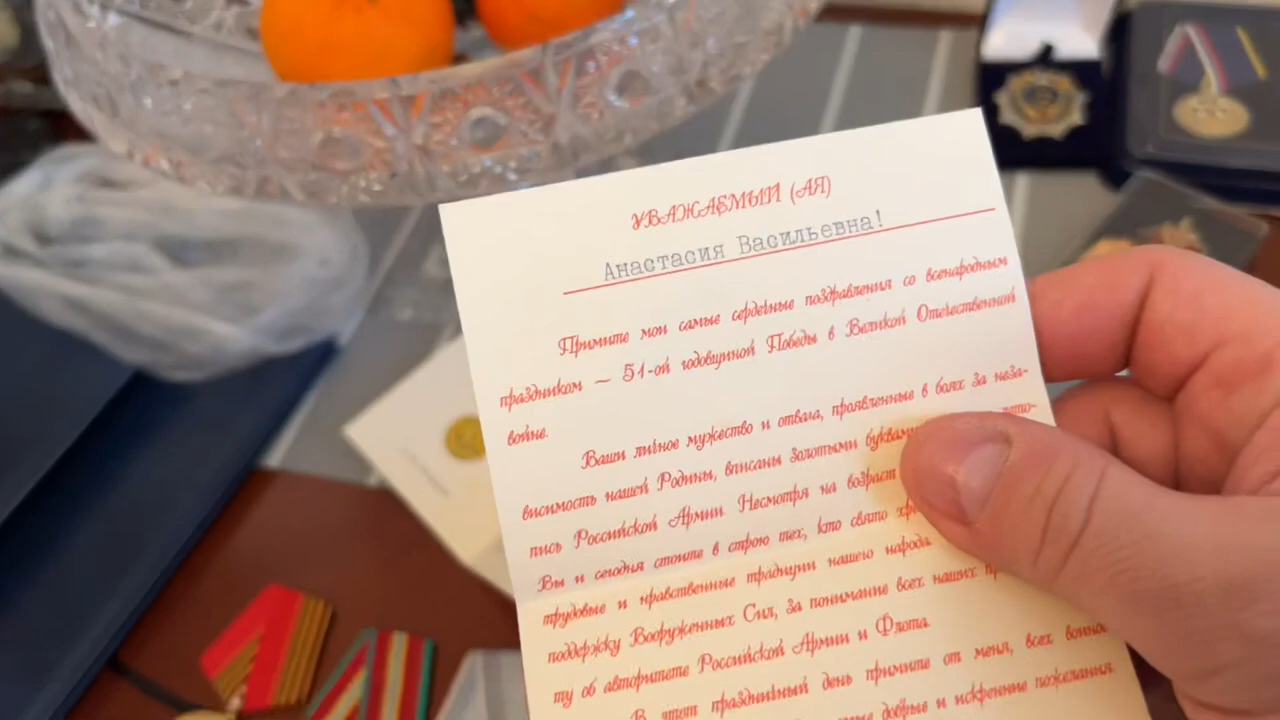 УВАЖАЕМЫЙ (АЯ)
Анастасия Васильевна!
Примите мои самые сердечные поздравления со всенародным
праздником — 51-ой годовщиной Победы в Великой Отечественной
войне.
Ваши личное мужество и отвага, проявленные в боях за неза-
висимость нашей Родины, вписаны золотыми буквами
пись Российской Армии. Несмотря на возраст
Вы и сегодня стоите в строю тех, кто свято
трудовые и нравственные традиции нашего народа
поддержку Вооруженных Сил, за понимание всех наших
ту об авторитете Российской Армии и Флота.
В этот праздничный день примите от меня, всех
добрые и искренние пожелания.